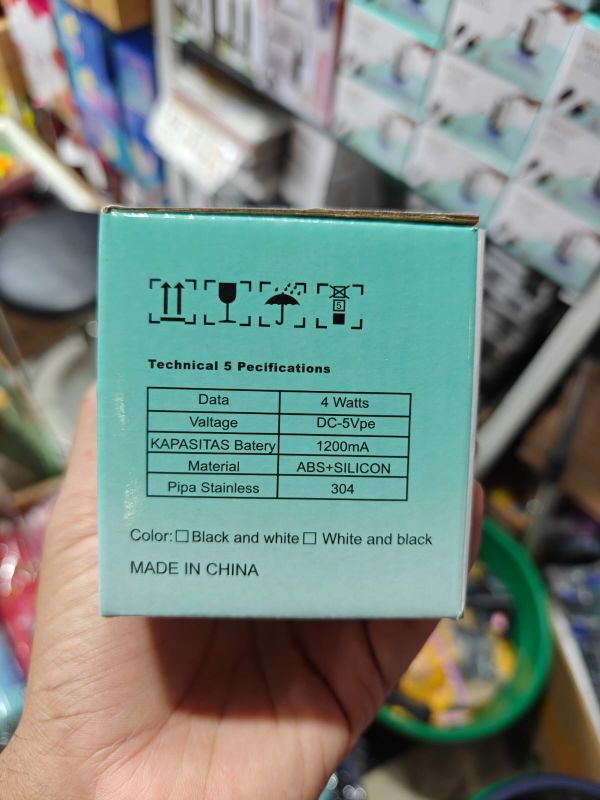 5
Technical 5 Pecifications
Data 4 Watts
Valtage DC-5Vpe
KAPASITAS Batery 1200mA
Material ABS+SILICON
Pipa Stainless 304
Color: Black and white White and black
MADE IN CHINA